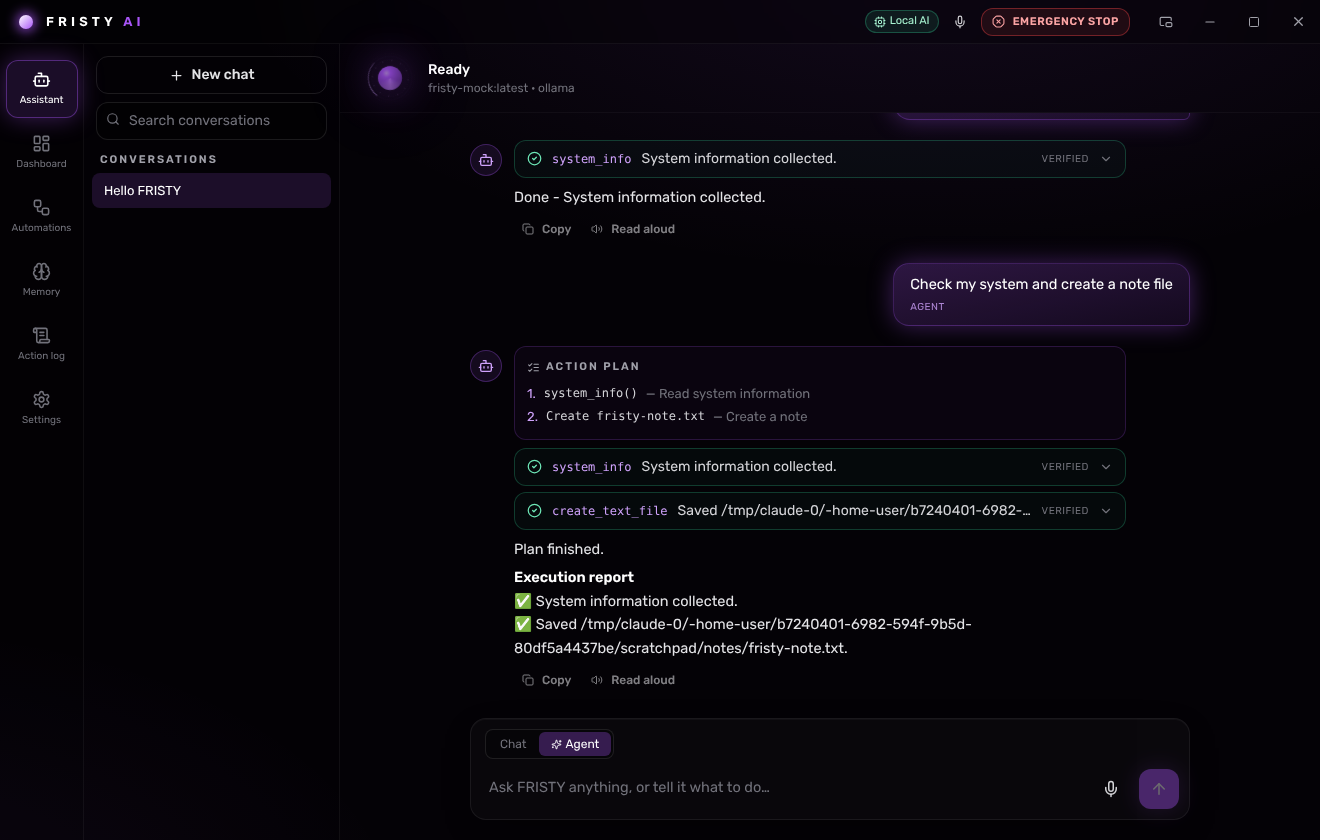 FRISTY AI
Local AI
EMERGENCY STOP
Assistant
Dashboard
Automations
Memory
Action log
Settings
New chat
Search conversations
CONVERSATIONS
Hello FRISTY
Ready
fristy-mock:latest • ollama
system_info System information collected. VERIFIED
Done - System information collected.
Copy Read aloud
Check my system and create a note file
AGENT
ACTION PLAN
1. system_info() — Read system information
2. Create fristy-note.txt — Create a note
system_info System information collected. VERIFIED
create_text_file Saved /tmp/claude-0/-home-user/b7240401-6982-… VERIFIED
Plan finished.
Execution report
✅ System information collected.
✅ Saved /tmp/claude-0/-home-user/b7240401-6982-594f-9b5d-
80df5a4437be/scratchpad/notes/fristy-note.txt.
Copy Read aloud
Chat Agent
Ask FRISTY anything, or tell it what to do…